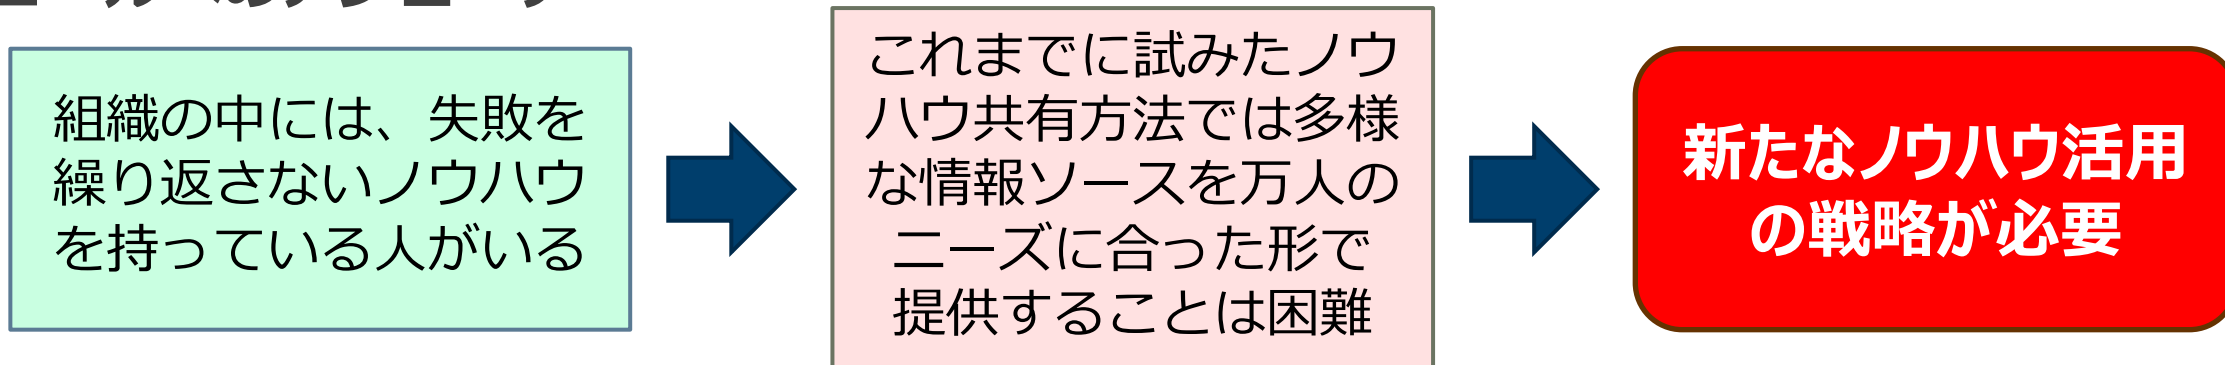 組織の中には、失敗を
繰り返さないノウハウ
を持っている人がいる
これまでに試みたノウ
ハウ共有方法では多様
な情報ソースを万人の
ニーズに合った形で
提供することは困難
新たなノウハウ活用
の戦略が必要